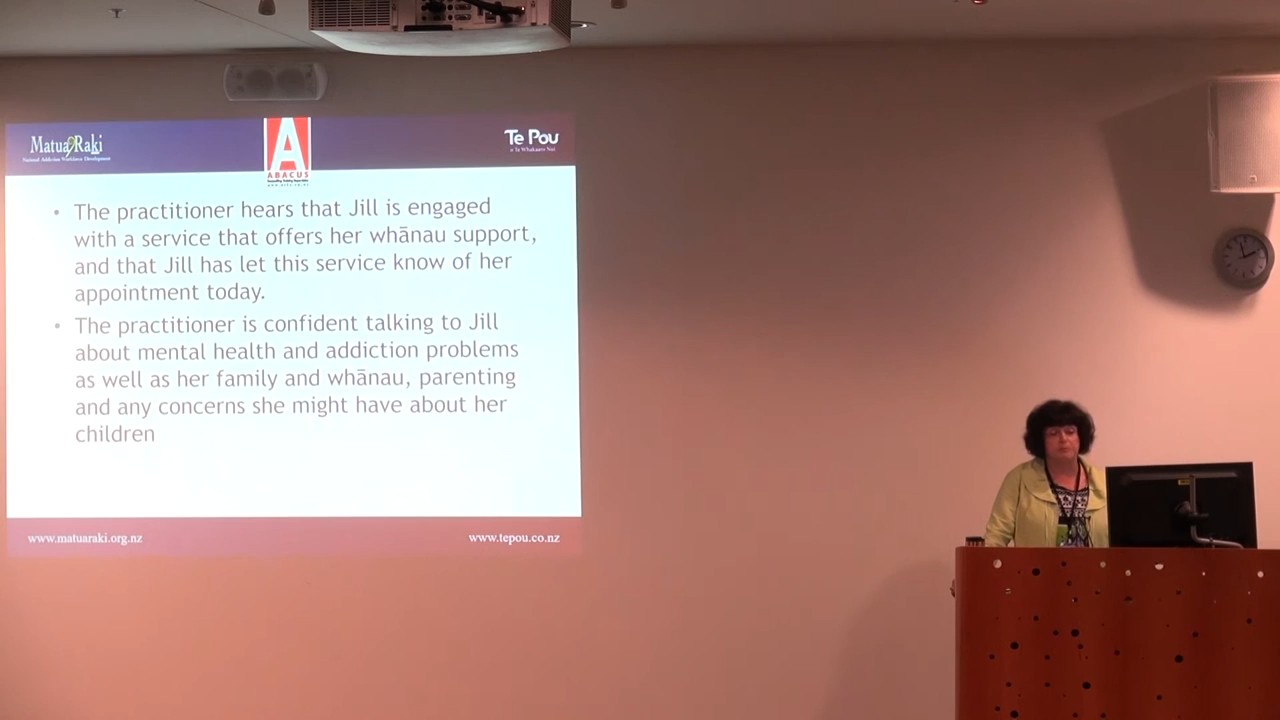 Matua Raki
National Addiction Workforce Development
A
ABACUS
Te Pou
o Te Whakaaro Nui
• The practitioner hears that Jill is engaged
with a service that offers her whānau support,
and that Jill has let this service know of her
appointment today.
• The practitioner is confident talking to Jill
about mental health and addiction problems
as well as her family and whānau, parenting
and any concerns she might have about her
children
www.matuaraki.org.nz
www.tepou.co.nz